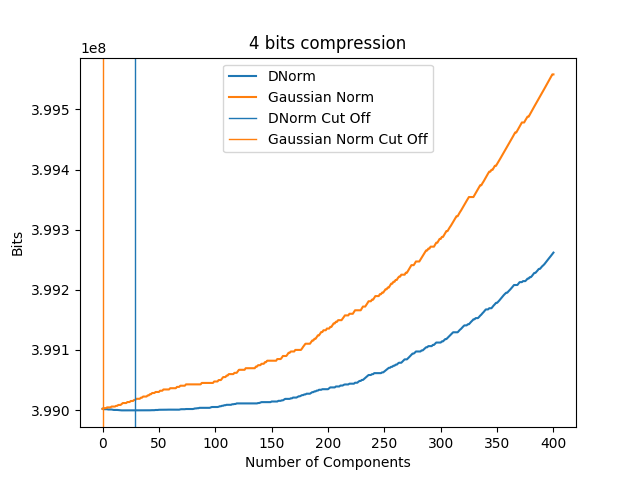 4 bits compression
1e8
DNorm
Gaussian Norm
DNorm Cut Off
Gaussian Norm Cut Off
3.995
3.994
3.993
3.992
3.991
3.990
Bits
0 50 100 150 200 250 300 350 400
Number of Components